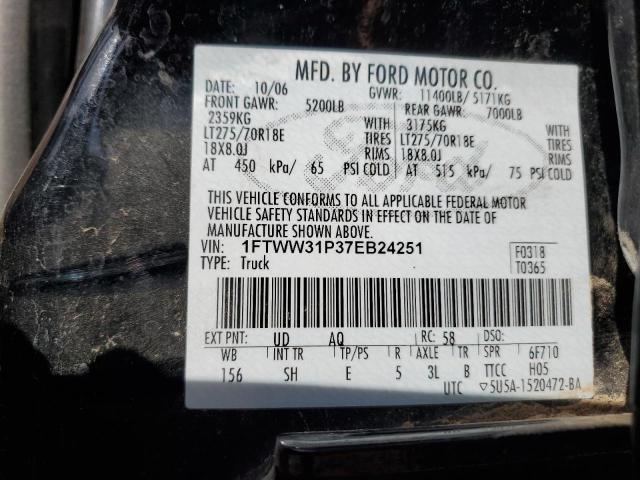 MFD. BY FORD MOTOR CO.
DATE: 10/06 GVWR: 11400LB/ 5171KG
FRONT GAWR: 5200LB REAR GAWR: 7000LB
2359KG WITH 3175KG WITH
LT275/70R18E TIRES LT275/70R18E TIRES
18X8.0J RIMS 18X8.0J RIMS
AT 450 kPa/ 65 PSI COLD AT 515 kPa/ 75 PSI COLD
THIS VEHICLE CONFORMS TO ALL APPLICABLE FEDERAL MOTOR
VEHICLE SAFETY STANDARDS IN EFFECT ON THE DATE OF
MANUFACTURE SHOWN ABOVE.
VIN: 1FTWW31P37EB24251 F0318
TYPE: Truck T0365
EXT PNT: UD AQ RC: 58 DSO:
WB INT TR TP/PS R AXLE TR SPR 6F710
156 SH E 5 3L B TTCC H05
UTC ▽5U5A-1520472-BA
Ford